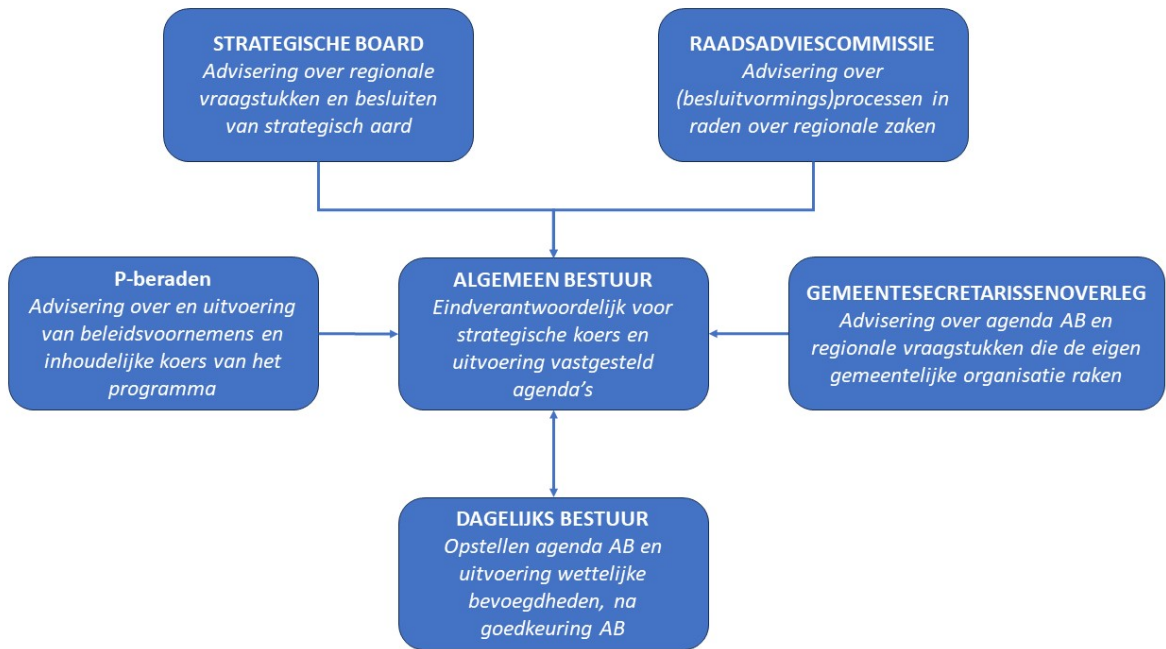 STRATEGISCHE BOARD
Advisering over regionale
vraagstukken en besluiten
van strategisch aard
RAADSADVIESCOMMISSIE
Advisering over
(besluitvormings)processen in
raden over regionale zaken
P-beraden
Advisering over en uitvoering
van beleidsvoornemens en
inhoudelijke koers van het
programma
ALGEMEEN BESTUUR
Eindverantwoordelijk voor
strategische koers en
uitvoering vastgesteld
agenda's
GEMEENTESECRETARISSENOVERLEG
Advisering over agenda AB en
regionale vraagstukken die de eigen
gemeentelijke organisatie raken
DAGELIJKS BESTUUR
Opstellen agenda AB en
uitvoering wettelijke
bevoegdheden, na
goedkeuring AB